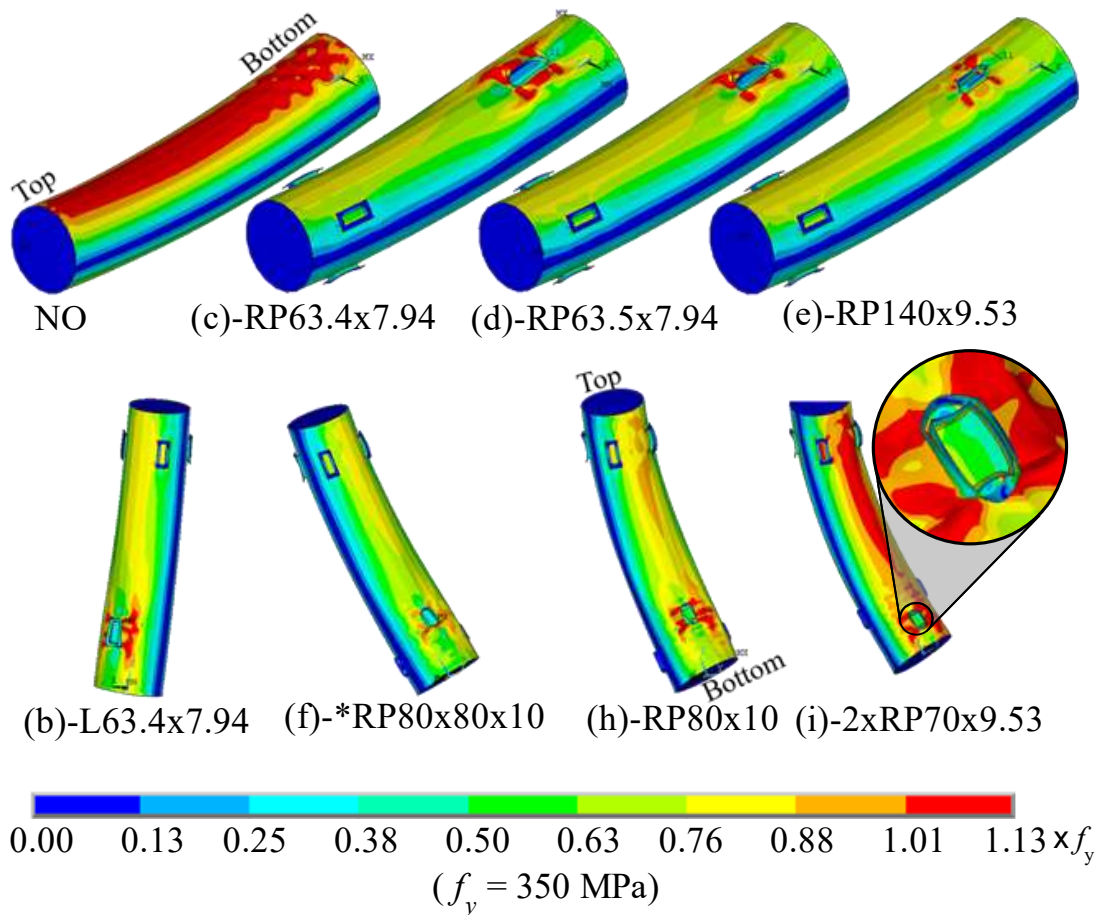 Top
Bottom
NO
(c)-RP63.4x7.94
(d)-RP63.5x7.94
(e)-RP140x9.53
Top
Bottom
(b)-L63.4x7.94
(f)-*RP80x80x10
(h)-RP80x10
(i)-2xRP70x9.53
0.00 0.13 0.25 0.38 0.50 0.63 0.76 0.88 1.01 1.13 × fy
( fy = 350 MPa)